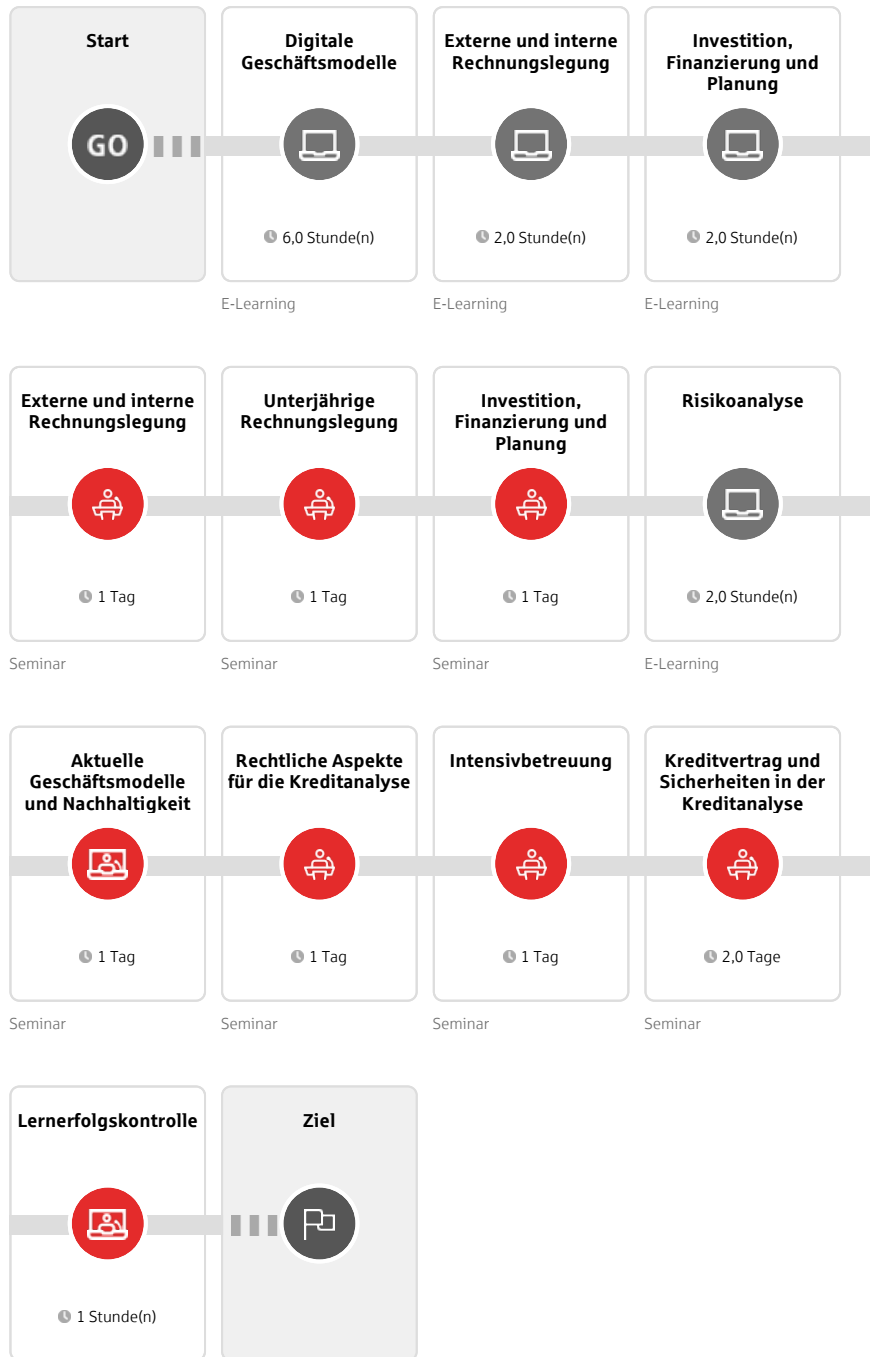 Start
GO
Digitale
Geschäftsmodelle
6,0 Stunde(n)
E-Learning
Externe und interne
Rechnungslegung
2,0 Stunde(n)
E-Learning
Investition,
Finanzierung und
Planung
2,0 Stunde(n)
E-Learning
Externe und interne
Rechnungslegung
1 Tag
Seminar
Unterjährige
Rechnungslegung
1 Tag
Seminar
Investition,
Finanzierung und
Planung
1 Tag
Seminar
Risikoanalyse
2,0 Stunde(n)
E-Learning
Aktuelle
Geschäftsmodelle
und Nachhaltigkeit
1 Tag
Seminar
Rechtliche Aspekte
für die Kreditanalyse
1 Tag
Seminar
Intensivbetreuung
1 Tag
Seminar
Kreditvertrag und
Sicherheiten in der
Kreditanalyse
2,0 Tage
Seminar
Lernerfolgskontrolle
1 Stunde(n)
Ziel